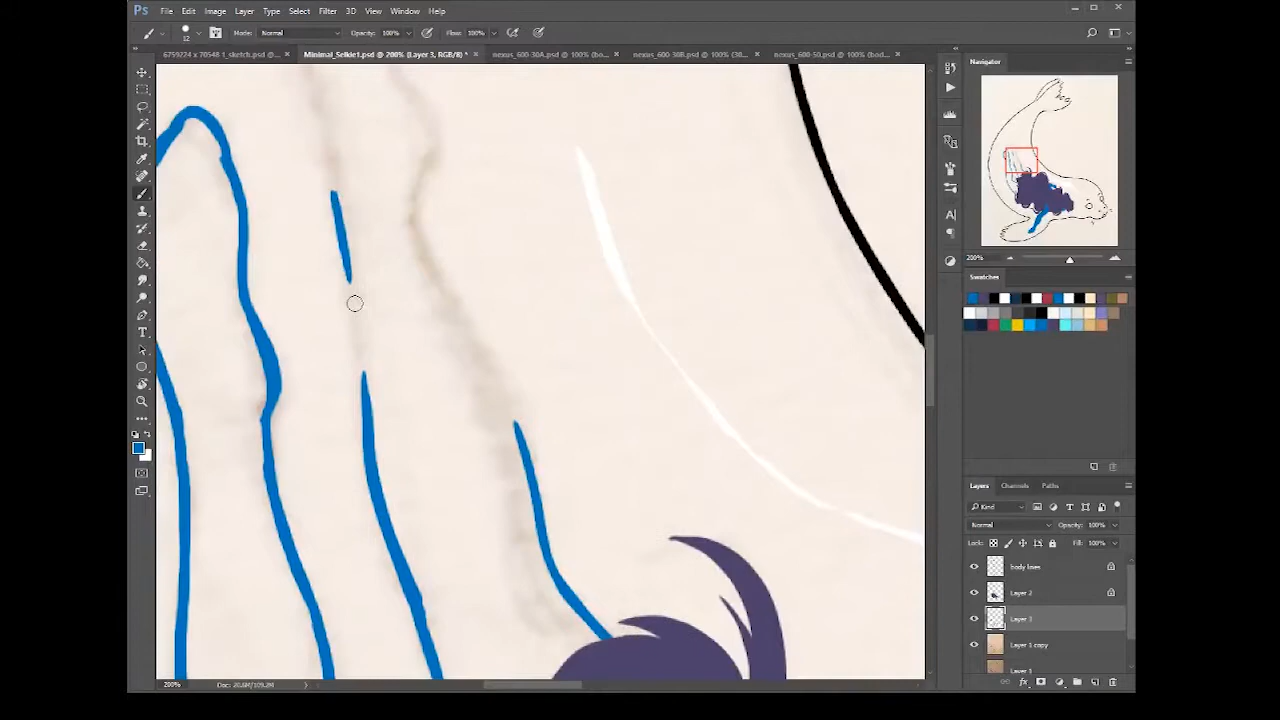 Ps File Edit Image Layer Type Select Filter 3D View Window Help
12 Mode: Normal Opacity: 100% Flow: 100%
Minimal_Selkie1.psd @ 200% (Layer 3, RGB/8) *
Navigator
200%
Swatches
Layers Channels Paths
Kind
Normal Opacity: 100%
Lock: Fill: 100%
body lines
Layer 2
Layer 3
Layer 1 copy
200%